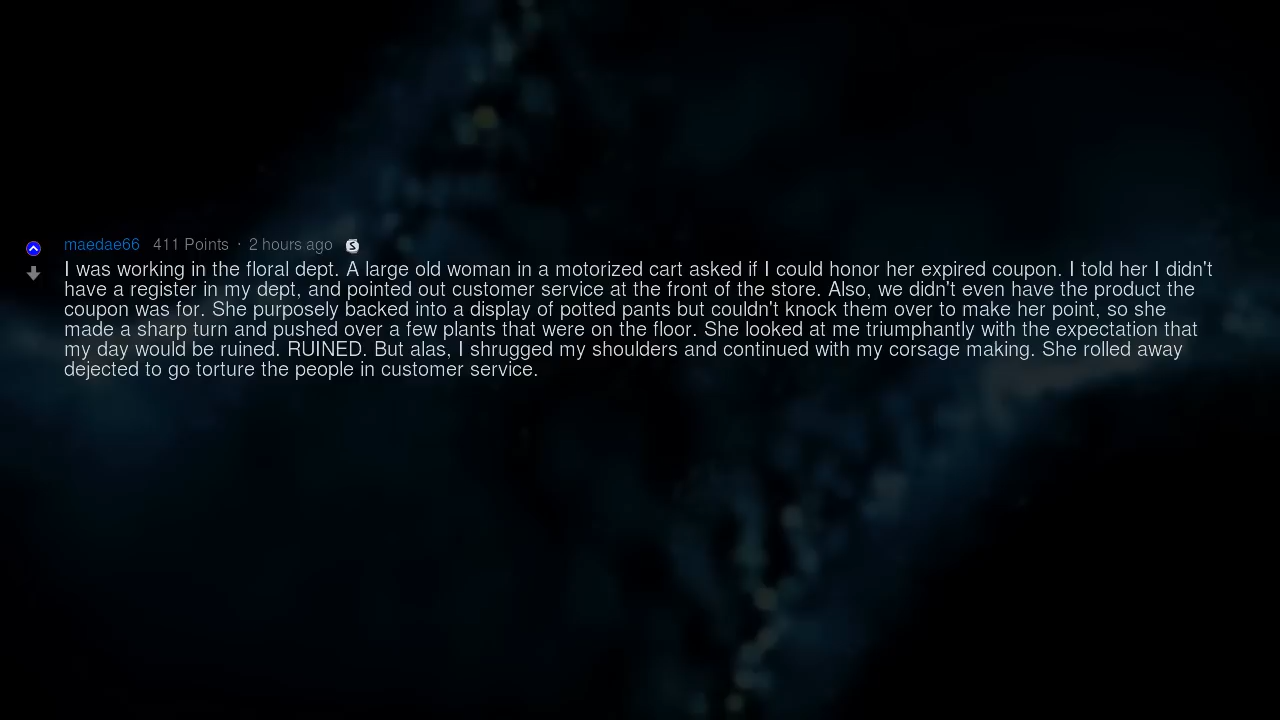 maedae66 411 Points · 2 hours ago
I was working in the floral dept. A large old woman in a motorized cart asked if I could honor her expired coupon. I told her I didn't
have a register in my dept, and pointed out customer service at the front of the store. Also, we didn't even have the product the
coupon was for. She purposely backed into a display of potted pants but couldn't knock them over to make her point, so she
made a sharp turn and pushed over a few plants that were on the floor. She looked at me triumphantly with the expectation that
my day would be ruined. RUINED. But alas, I shrugged my shoulders and continued with my corsage making. She rolled away
dejected to go torture the people in customer service.